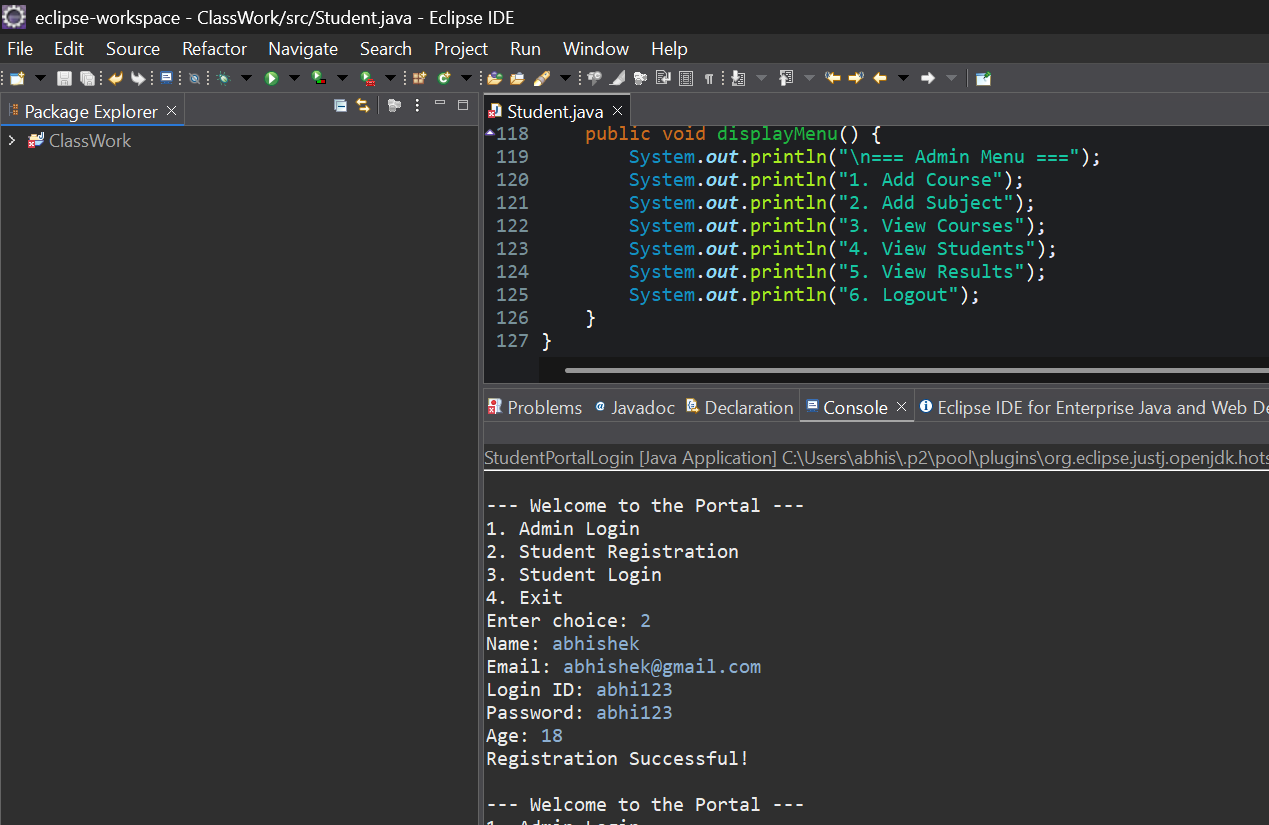 eclipse-workspace - ClassWork/src/Student.java - Eclipse IDE
File Edit Source Refactor Navigate Search Project Run Window Help
Package Explorer
ClassWork
Student.java
118 public void displayMenu() {
119 System.out.println("\n=== Admin Menu ===");
120 System.out.println("1. Add Course");
121 System.out.println("2. Add Subject");
122 System.out.println("3. View Courses");
123 System.out.println("4. View Students");
124 System.out.println("5. View Results");
125 System.out.println("6. Logout");
126 }
127 }
Problems Javadoc Declaration Console Eclipse IDE for Enterprise Java and Web De
StudentPortalLogin [Java Application] C:\Users\abhis\.p2\pool\plugins\org.eclipse.justj.openjdk.hots
--- Welcome to the Portal ---
1. Admin Login
2. Student Registration
3. Student Login
4. Exit
Enter choice: 2
Name: abhishek
Email: abhishek@gmail.com
Login ID: abhi123
Password: abhi123
Age: 18
Registration Successful!
--- Welcome to the Portal ---
1. Admin Login